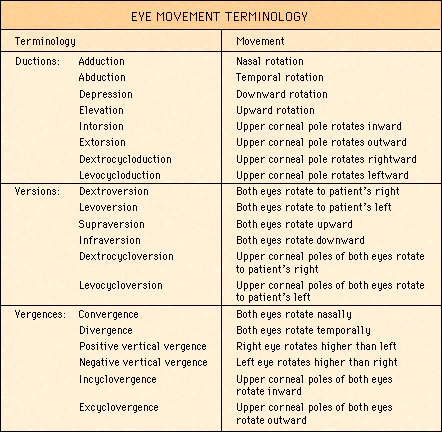 EYE MOVEMENT TERMINOLOGY
Terminology Movement
Ductions: Adduction Nasal rotation
Abduction Temporal rotation
Depression Downward rotation
Elevation Upward rotation
Intorsion Upper corneal pole rotates inward
Extorsion Upper corneal pole rotates outward
Dextrocycloduction Upper corneal pole rotates rightward
Levocycloduction Upper corneal pole rotates leftward
Versions: Dextroversion Both eyes rotate to patient's right
Levoversion Both eyes rotate to patient's left
Supraversion Both eyes rotate upward
Infraversion Both eyes rotate downward
Dextrocycloversion Upper corneal poles of both eyes rotate
to patient's right
Levocycloversion Upper corneal poles of both eyes rotate
to patient's left
Vergences: Convergence Both eyes rotate nasally
Divergence Both eyes rotate temporally
Positive vertical vergence Right eye rotates higher than left
Negative vertical vergence Left eye rotates higher than right
Incyclovergence Upper corneal poles of both eyes
rotate inward
Excyclovergence Upper corneal poles of both eyes
rotate outward